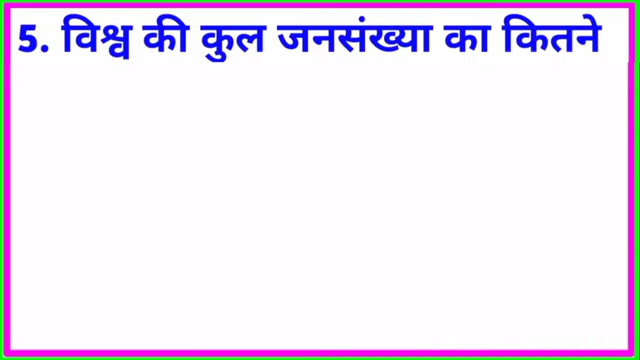 5. विश्व की कुल जनसंख्या का कितने